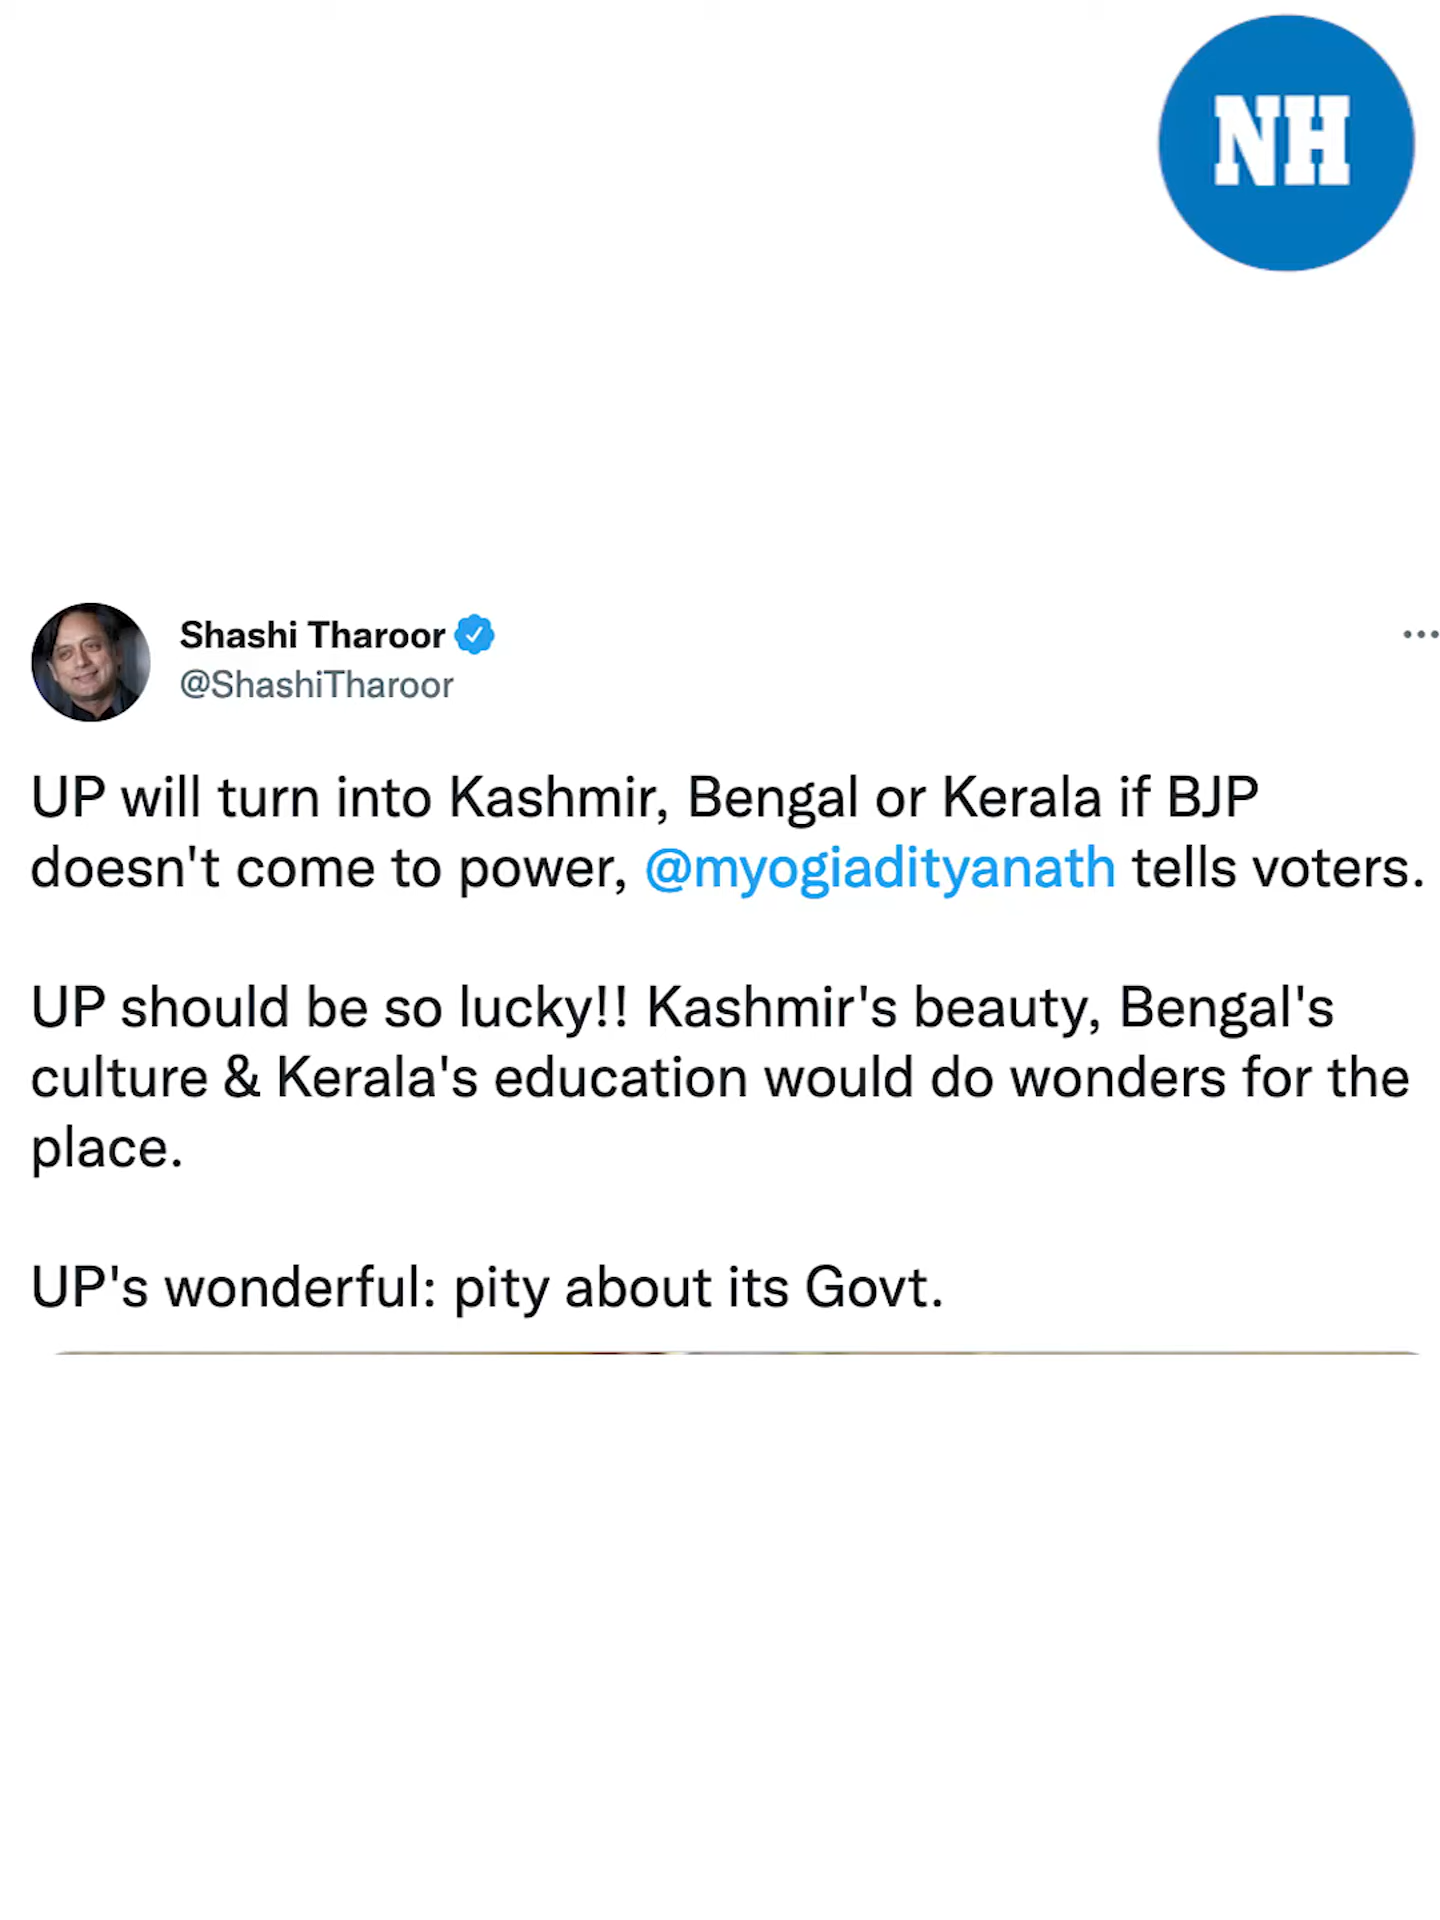 NH
Shashi Tharoor
@ShashiTharoor
UP will turn into Kashmir, Bengal or Kerala if BJP
doesn't come to power, @myogiadityanath tells voters.
UP should be so lucky!! Kashmir's beauty, Bengal's
culture & Kerala's education would do wonders for the
place.
UP's wonderful: pity about its Govt.